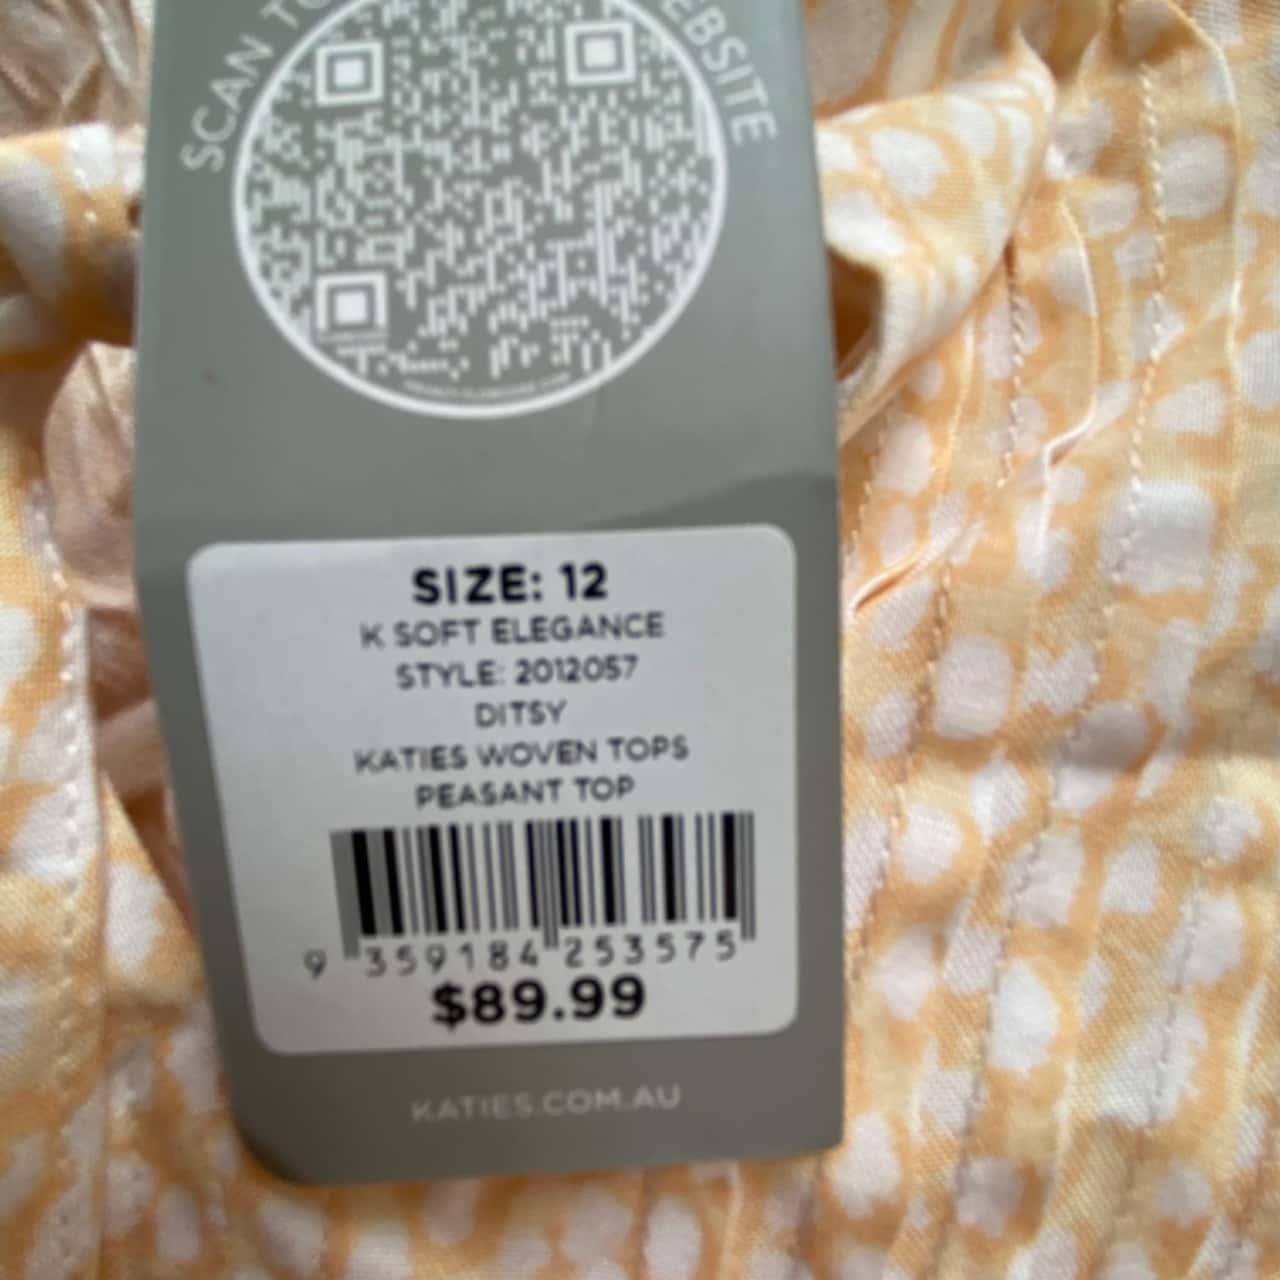 SCAN TO
EBSITE
SIZE: 12
K SOFT ELEGANCE
STYLE: 2012057
DITSY
KATIES WOVEN TOPS
PEASANT TOP
9 359184 253575
$89.99
KATIES.COM.AU